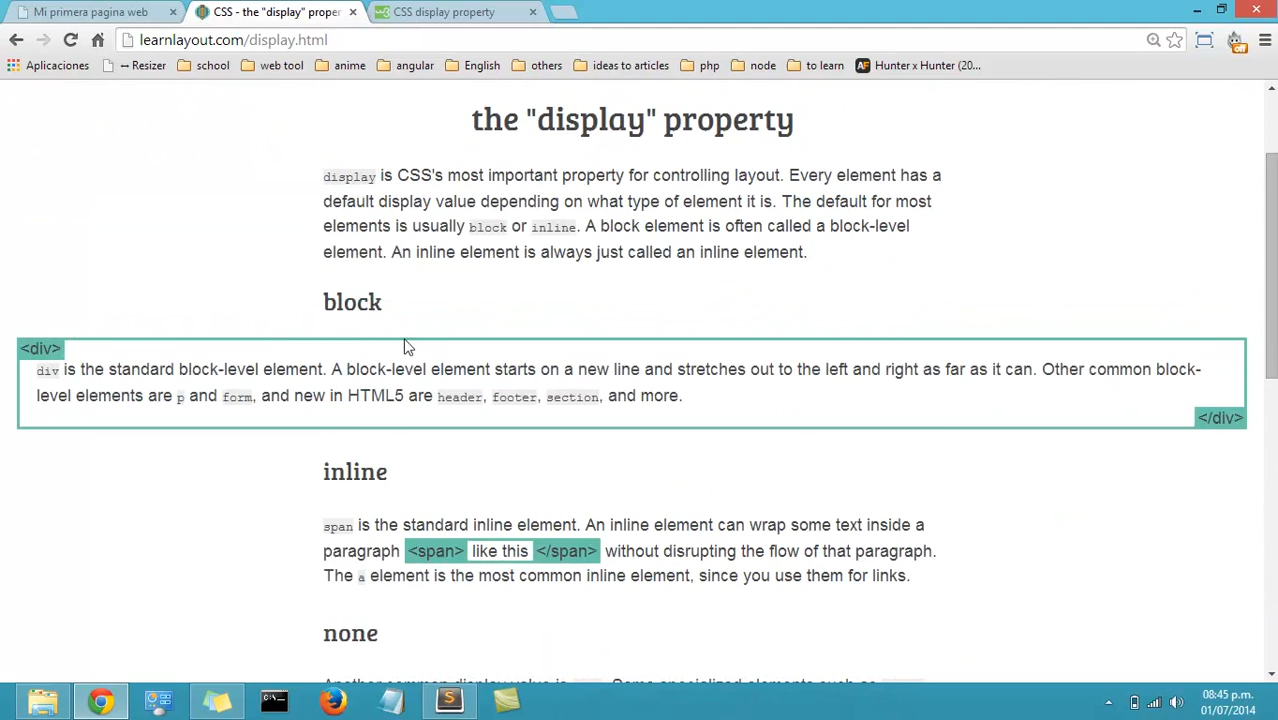 Mi primera pagina web
CSS - the "display" proper
CSS display property
learnlayout.com/display.html
off
Aplicaciones
Resizer
school
web tool
anime
angular
English
others
ideas to articles
php
node
to learn
AF Hunter x Hunter (20...
the "display" property
display is CSS's most important property for controlling layout. Every element has a
default display value depending on what type of element it is. The default for most
elements is usually block or inline. A block element is often called a block-level
element. An inline element is always just called an inline element.
block
<div>
div is the standard block-level element. A block-level element starts on a new line and stretches out to the left and right as far as it can. Other common block-
level elements are p and form, and new in HTML5 are header, footer, section, and more.
</div>
inline
span is the standard inline element. An inline element can wrap some text inside a
paragraph <span> like this </span> without disrupting the flow of that paragraph.
The a element is the most common inline element, since you use them for links.
none
08:45 p.m.
01/07/2014